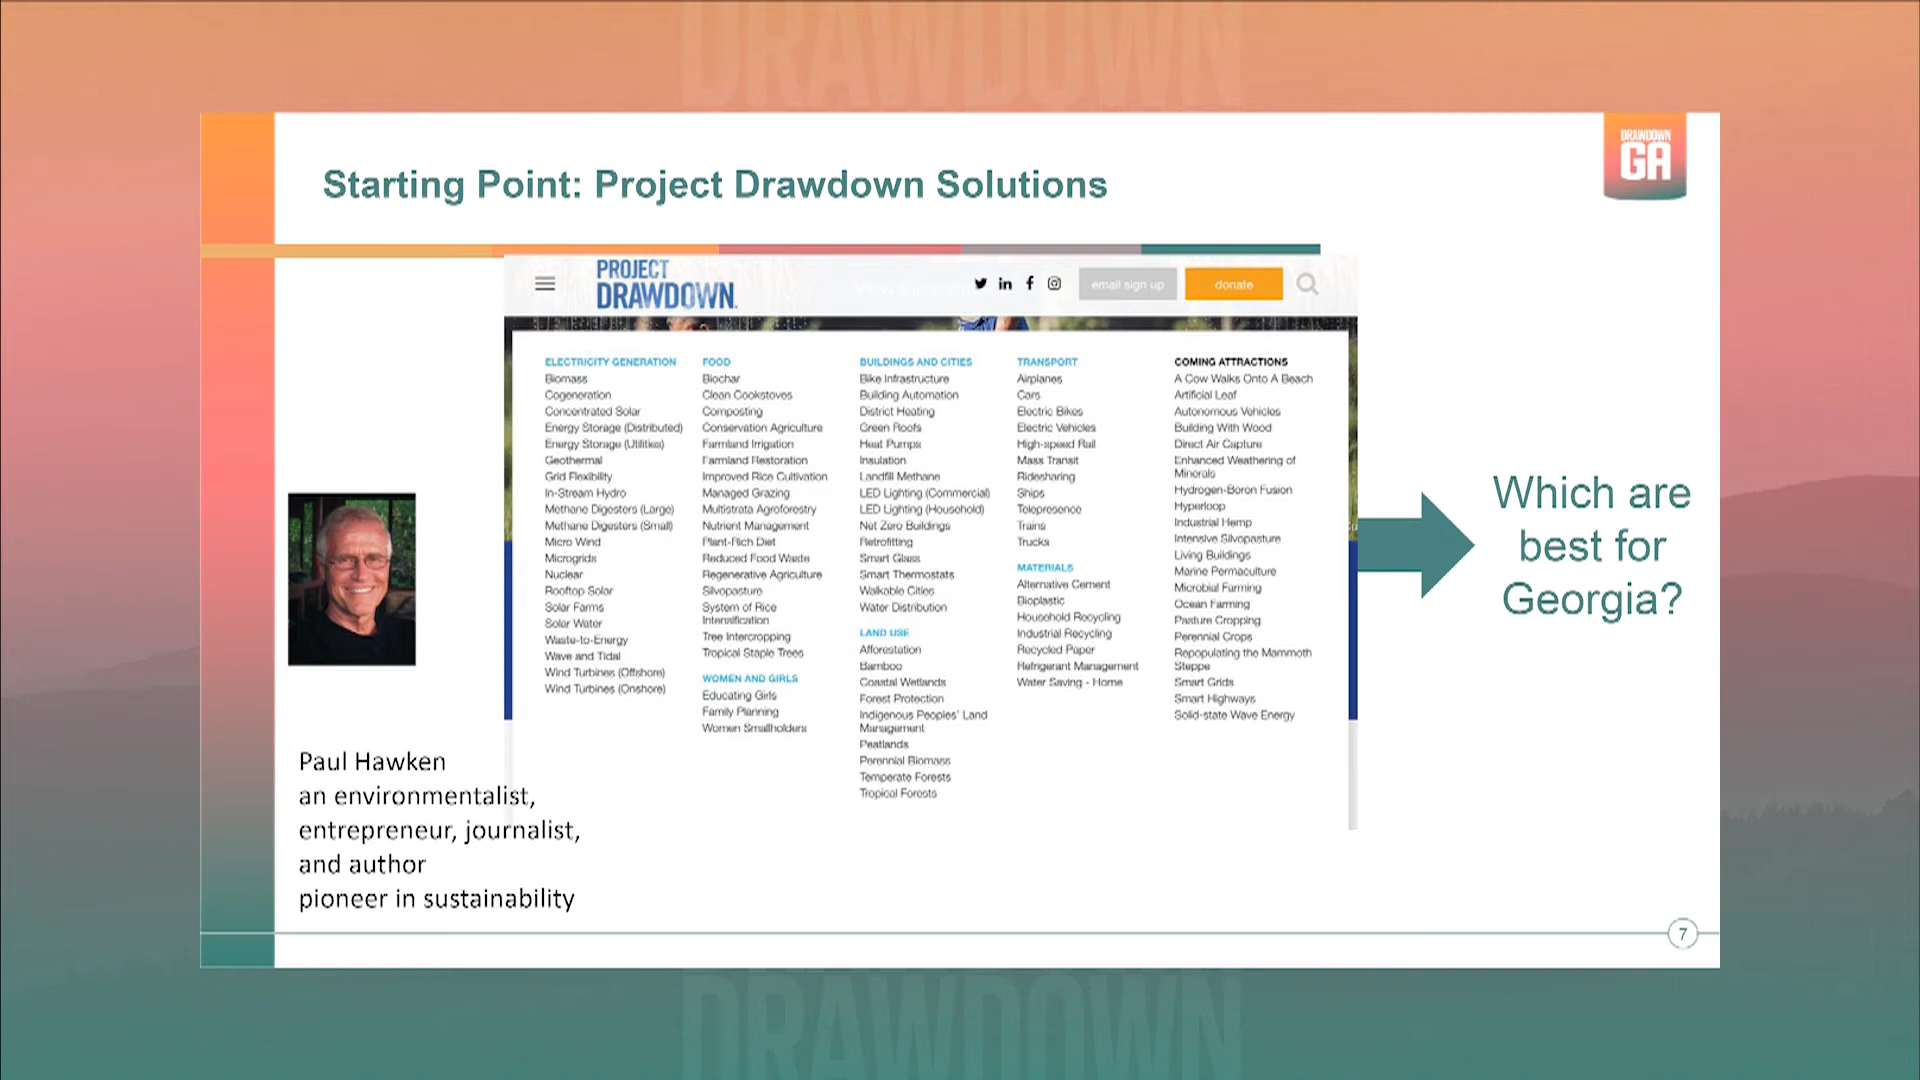 DRAWDOWN
DRAWDOWN
GA
Starting Point: Project Drawdown Solutions
PROJECT
DRAWDOWN.
email sign up
donate
ELECTRICITY GENERATION
Biomass
Cogeneration
Concentrated Solar
Energy Storage (Distributed)
Energy Storage (Utilities)
Geothermal
Grid Flexibility
In-Stream Hydro
Methane Digesters (Large)
Methane Digesters (Small)
Micro Wind
Microgrids
Nuclear
Rooftop Solar
Solar Farms
Solar Water
Waste-to-Energy
Wave and Tidal
Wind Turbines (Offshore)
Wind Turbines (Onshore)
FOOD
Biochar
Clean Cookstoves
Composting
Conservation Agriculture
Farmland Irrigation
Farmland Restoration
Improved Rice Cultivation
Managed Grazing
Multistrata Agroforestry
Nutrient Management
Plant-Rich Diet
Reduced Food Waste
Regenerative Agriculture
Silvopasture
System of Rice
Intensification
Tree Intercropping
Tropical Staple Trees
WOMEN AND GIRLS
Educating Girls
Family Planning
Women Smallholders
BUILDINGS AND CITIES
Bike Infrastructure
Building Automation
District Heating
Green Roofs
Heat Pumps
Insulation
Landfill Methane
LED Lighting (Commercial)
LED Lighting (Household)
Net Zero Buildings
Retrofitting
Smart Glass
Smart Thermostats
Walkable Cities
Water Distribution
LAND USE
Afforestation
Bamboo
Coastal Wetlands
Forest Protection
Indigenous Peoples' Land
Management
Peatlands
Perennial Biomass
Temperate Forests
Tropical Forests
TRANSPORT
Airplanes
Cars
Electric Bikes
Electric Vehicles
High-speed Rail
Mass Transit
Ridesharing
Ships
Telepresence
Trains
Trucks
MATERIALS
Alternative Cement
Bioplastic
Household Recycling
Industrial Recycling
Recycled Paper
Refrigerant Management
Water Saving - Home
COMING ATTRACTIONS
A Cow Walks Onto A Beach
Artificial Leaf
Autonomous Vehicles
Building With Wood
Direct Air Capture
Enhanced Weathering of
Minerals
Hydrogen-Boron Fusion
Hyperloop
Industrial Hemp
Intensive Silvopasture
Living Buildings
Marine Permaculture
Microbial Farming
Ocean Farming
Pasture Cropping
Perennial Crops
Repopulating the Mammoth
Steppe
Smart Grids
Smart Highways
Solid-state Wave Energy
Which are
best for
Georgia?
Paul Hawken
an environmentalist,
entrepreneur, journalist,
and author
pioneer in sustainability
7
DRAWDOWN